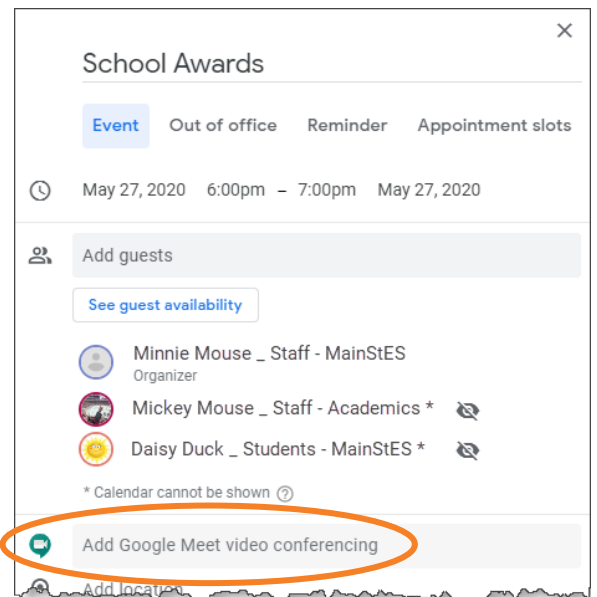 School Awards
Event Out of office Reminder Appointment slots
May 27, 2020 6:00pm – 7:00pm May 27, 2020
Add guests
See guest availability
Minnie Mouse _ Staff - MainStES
Organizer
Mickey Mouse _ Staff - Academics *
Daisy Duck _ Students - MainStES *
* Calendar cannot be shown
Add Google Meet video conferencing
Add location